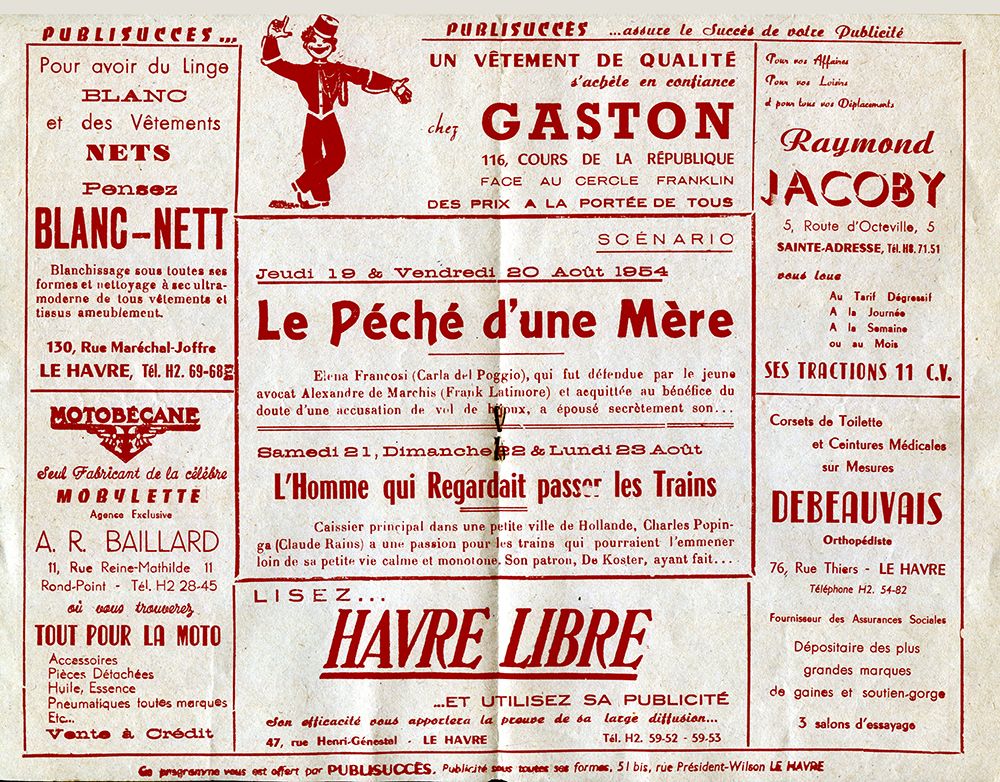 PUBLISUCCES...
Pour avoir du Linge
BLANC
et des Vêtements
NETS
Pensez
BLANC-NETT
Blanchissage sous toutes ses
formes et nettoyage à sec ultra-
moderne de tous vêtements et
tissus ameublement.
130, Rue Maréchal-Joffre
LE HAVRE, Tél. H2. 69-68
MOTOBÉCANE
Seul Fabricant de la célèbre
MOBYLETTE
Agence Exclusive
A. R. BAILLARD
11, Rue Reine-Mathilde 11
Rond-Point - Tél. H2 28-45
où vous trouverez
TOUT POUR LA MOTO
Accessoires
Pièces Détachées
Huile, Essence
Pneumatiques toutes marques
Etc...
Vente à Crédit
PUBLISUCCÈS ...assure le Succès de votre Publicité
UN VÊTEMENT DE QUALITÉ
s'achète en confiance
chez GASTON
116, COURS DE LA RÉPUBLIQUE
FACE AU CERCLE FRANKLIN
DES PRIX A LA PORTÉE DE TOUS
SCÉNARIO
Jeudi 19 & Vendredi 20 Août 1954
Le Péché d'une Mère
Elena Francosi (Carla del Poggio), qui fut défendue par le jeune
avocat Alexandre de Marchis (Frank Latimore) et acquittée au bénéfice du
doute d'une accusation de vol de bijoux, a épousé secrètement son...
Samedi 21, Dimanche 22 & Lundi 23 Août
L'Homme qui Regardait passer les Trains
Caissier principal dans une petite ville de Hollande, Charles Popin-
ga (Claude Rains) a une passion pour les trains qui pourraient l'emmener
loin de sa petite vie calme et monotone. Son patron, De Koster, ayant fait...
LISEZ...
HAVRE LIBRE
...ET UTILISEZ SA PUBLICITÉ
Son efficacité vous apportera la preuve de sa large diffusion...
47, rue Henri-Génestal - LE HAVRE Tél. H2. 59-52 - 59-53
Pour vos Affaires
Pour vos Loisirs
et pour tous vos Déplacements
Raymond
JACOBY
5, Route d'Octeville, 5
SAINTE-ADRESSE, Tél. H8. 71.51
vous loue
Au Tarif Dégressif
A la Journée
A la Semaine
ou au Mois
SES TRACTIONS 11 C.V.
Corsets de Toilette
et Ceintures Médicales
sur Mesures
DEBEAUVAIS
Orthopédiste
76, Rue Thiers - LE HAVRE
Téléphone H2. 54-82
Fournisseur des Assurances Sociales
Dépositaire des plus
grandes marques
de gaines et soutien-gorge
3 salons d'essayage
Ce programme vous est offert par PUBLISUCCÈS. Publicité sous toutes ses formes, 51 bis, rue Président-Wilson LE HAVRE